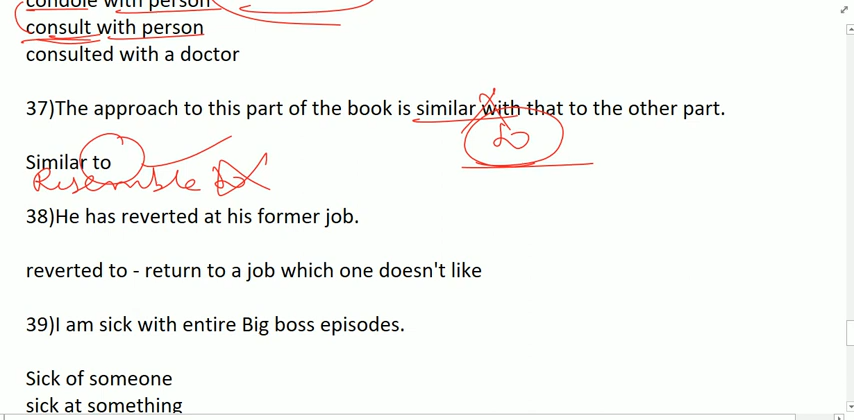 condole with person
consult with person
consulted with a doctor
37)The approach to this part of the book is similar with that to the other part.
to
Similar to
Resemble to
38)He has reverted at his former job.
reverted to - return to a job which one doesn't like
39)I am sick with entire Big boss episodes.
Sick of someone
sick at something